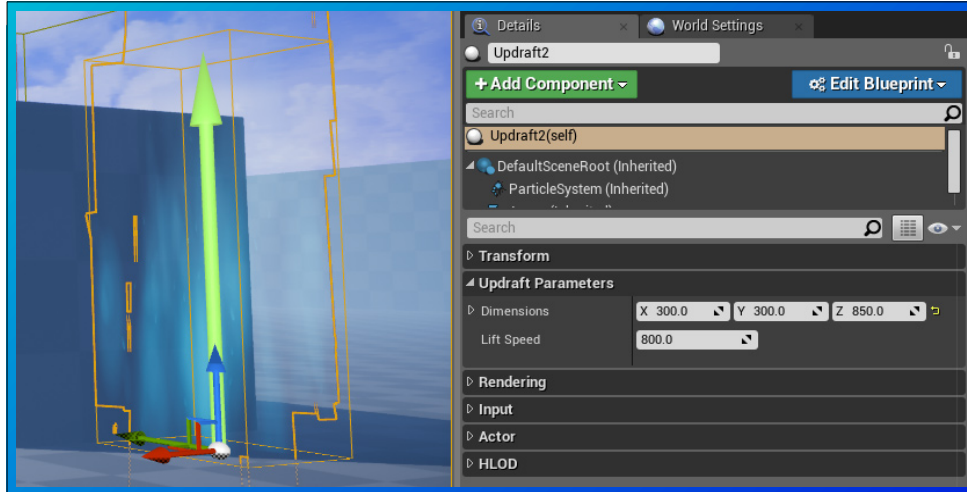 Details
World Settings
Updraft2
+ Add Component
Edit Blueprint
Search
Updraft2(self)
DefaultSceneRoot (Inherited)
ParticleSystem (Inherited)
Search
Transform
Updraft Parameters
Dimensions X 300.0 Y 300.0 Z 850.0
Lift Speed 800.0
Rendering
Input
Actor
HLOD